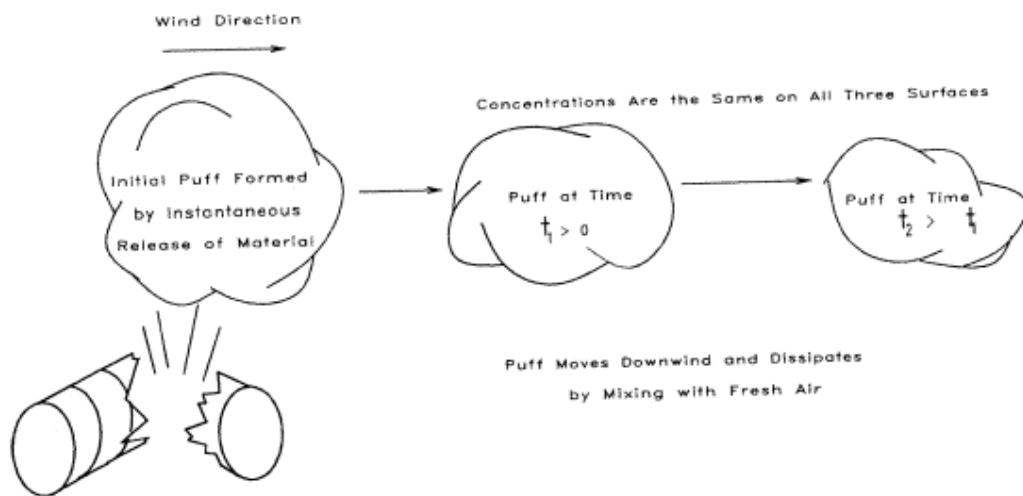 Wind Direction
Concentrations Are the Same on All Three Surfaces
Initial Puff Formed
by Instantaneous
Release of Material
Puff at Time
t₁ > 0
Puff at Time
t₂ > t₁
Puff Moves Downwind and Dissipates
by Mixing with Fresh Air